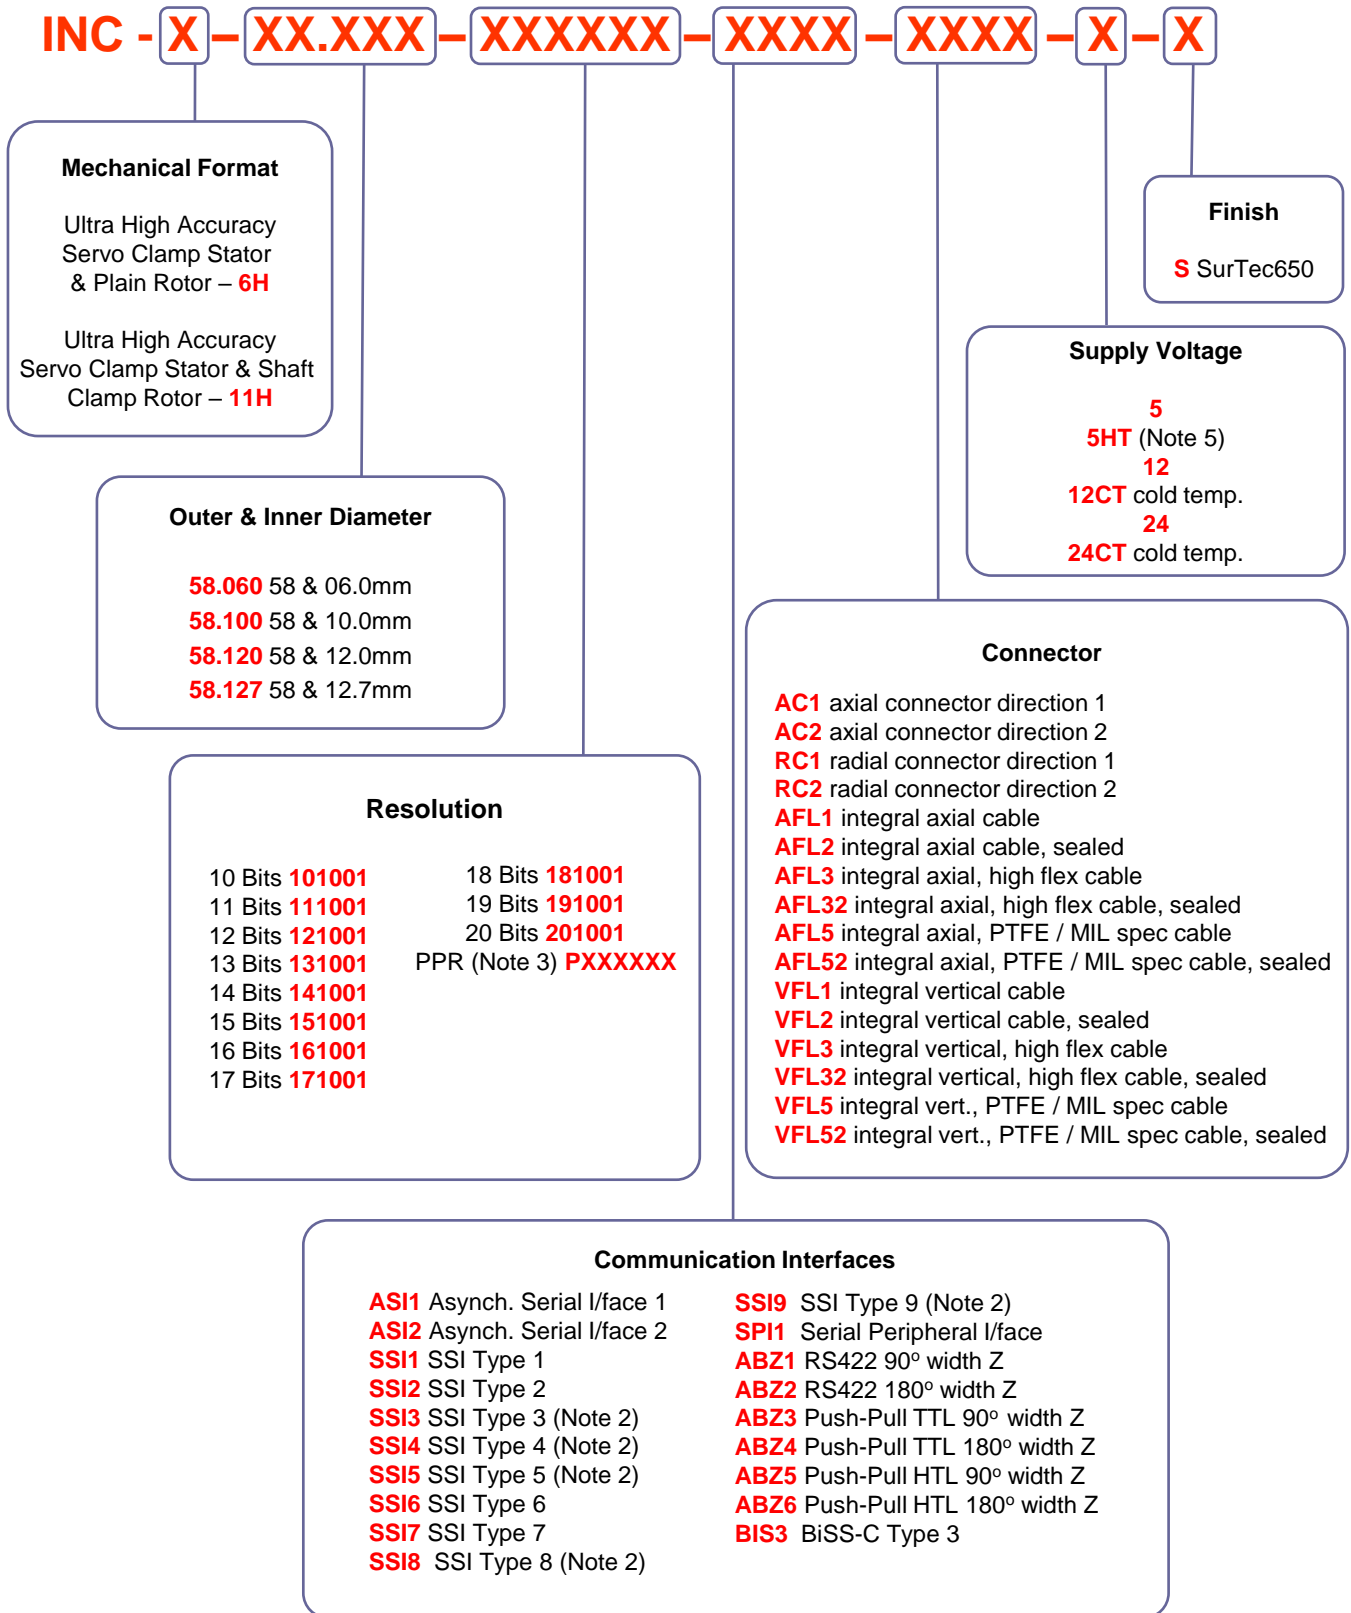 INC - X – XX.XXX – XXXXXX – XXXX – XXXX – X – X
Mechanical Format
Ultra High Accuracy
Servo Clamp Stator
& Plain Rotor – 6H
Ultra High Accuracy
Servo Clamp Stator & Shaft
Clamp Rotor – 11H
Finish
S SurTec650
Supply Voltage
5
5HT (Note 5)
12
12CT cold temp.
24
24CT cold temp.
Outer & Inner Diameter
58.060 58 & 06.0mm
58.100 58 & 10.0mm
58.120 58 & 12.0mm
58.127 58 & 12.7mm
Connector
AC1 axial connector direction 1
AC2 axial connector direction 2
RC1 radial connector direction 1
RC2 radial connector direction 2
AFL1 integral axial cable
AFL2 integral axial cable, sealed
AFL3 integral axial, high flex cable
AFL32 integral axial, high flex cable, sealed
AFL5 integral axial, PTFE / MIL spec cable
AFL52 integral axial, PTFE / MIL spec cable, sealed
VFL1 integral vertical cable
VFL2 integral vertical cable, sealed
VFL3 integral vertical, high flex cable
VFL32 integral vertical, high flex cable, sealed
VFL5 integral vert., PTFE / MIL spec cable
VFL52 integral vert., PTFE / MIL spec cable, sealed
Resolution
10 Bits 101001
11 Bits 111001
12 Bits 121001
13 Bits 131001
14 Bits 141001
15 Bits 151001
16 Bits 161001
17 Bits 171001
18 Bits 181001
19 Bits 191001
20 Bits 201001
PPR (Note 3) PXXXXXX
Communication Interfaces
ASI1 Asynch. Serial I/face 1
ASI2 Asynch. Serial I/face 2
SSI1 SSI Type 1
SSI2 SSI Type 2
SSI3 SSI Type 3 (Note 2)
SSI4 SSI Type 4 (Note 2)
SSI5 SSI Type 5 (Note 2)
SSI6 SSI Type 6
SSI7 SSI Type 7
SSI8 SSI Type 8 (Note 2)
SSI9 SSI Type 9 (Note 2)
SPI1 Serial Peripheral I/face
ABZ1 RS422 90º width Z
ABZ2 RS422 180º width Z
ABZ3 Push-Pull TTL 90º width Z
ABZ4 Push-Pull TTL 180º width Z
ABZ5 Push-Pull HTL 90º width Z
ABZ6 Push-Pull HTL 180º width Z
BIS3 BiSS-C Type 3